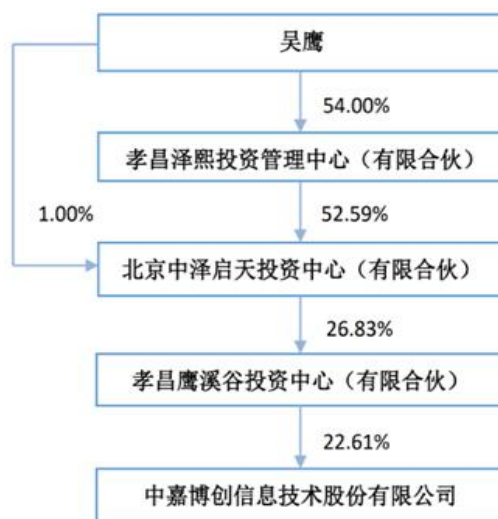 吴鹰
54.00%
孝昌泽熙投资管理中心（有限合伙）
1.00%
52.59%
北京中泽启天投资中心（有限合伙）
26.83%
孝昌鹰溪谷投资中心（有限合伙）
22.61%
中嘉博创信息技术股份有限公司